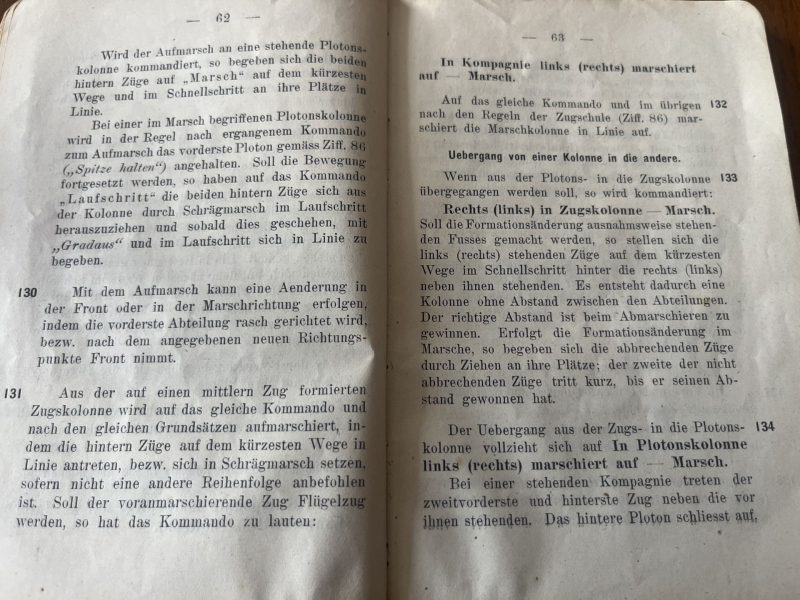 — 62 —
Wird der Aufmarsch an eine stehende Plotons-
kolonne kommandiert, so begeben sich die beiden
hintern Züge auf „Marsch" auf dem kürzesten
Wege und im Schnellschritt an ihre Plätze in
Linie.
Bei einer im Marsch begriffenen Plotonskolonne
wird in der Regel nach ergangenem Kommando
zum Aufmarsch das vorderste Ploton gemäss Ziff. 86
(„Spitze halten") angehalten. Soll die Bewegung
fortgesetzt werden, so haben auf das Kommando
„Laufschritt" die beiden hintern Züge sich aus
der Kolonne durch Schrägmarsch im Laufschritt
herauszuziehen und sobald dies geschehen, mit
„Gradaus" und im Laufschritt sich in Linie zu
begeben.
130 Mit dem Aufmarsch kann eine Aenderung in
der Front oder in der Marschrichtung erfolgen,
indem die vorderste Abteilung rasch gerichtet wird,
bezw. nach dem angegebenen neuen Richtungs-
punkte Front nimmt.
131 Aus der auf einen mittlern Zug formierten
Zugskolonne wird auf das gleiche Kommando und
nach den gleichen Grundsätzen aufmarschiert, in-
dem die hintern Züge auf dem kürzesten Wege in
Linie antreten, bezw. sich in Schrägmarsch setzen,
sofern nicht eine andere Reihenfolge anbefohlen
ist. Soll der voranmarschierende Zug Flügelzug
werden, so hat das Kommando zu lauten:
— 63 —
In Kompagnie links (rechts) marschiert
auf — Marsch.
Auf das gleiche Kommando und im übrigen 132
nach den Regeln der Zugschule (Ziff. 86) mar-
schiert die Marschkolonne in Linie auf.
Uebergang von einer Kolonne in die andere.
Wenn aus der Plotons- in die Zugskolonne 133
übergegangen werden soll, so wird kommandiert:
Rechts (links) in Zugskolonne — Marsch.
Soll die Formationsänderung ausnahmsweise stehen-
den Fusses gemacht werden, so stellen sich die
links (rechts) stehenden Züge auf dem kürzesten
Wege im Schnellschritt hinter die rechts (links)
neben ihnen stehenden. Es entsteht dadurch eine
Kolonne ohne Abstand zwischen den Abteilungen.
Der richtige Abstand ist beim Abmarschieren zu
gewinnen. Erfolgt die Formationsänderung im
Marsche, so begeben sich die abbrechenden Züge
durch Ziehen an ihre Plätze; der zweite der nicht
abbrechenden Züge tritt kurz, bis er seinen Ab-
stand gewonnen hat.
Der Uebergang aus der Zugs- in die Plotons- 134
kolonne vollzieht sich auf In Plotonskolonne
links (rechts) marschiert auf — Marsch.
Bei einer stehenden Kompagnie treten der
zweitvorderste und hinterste Zug neben die vor
ihnen stehenden. Das hintere Ploton schliesst auf,